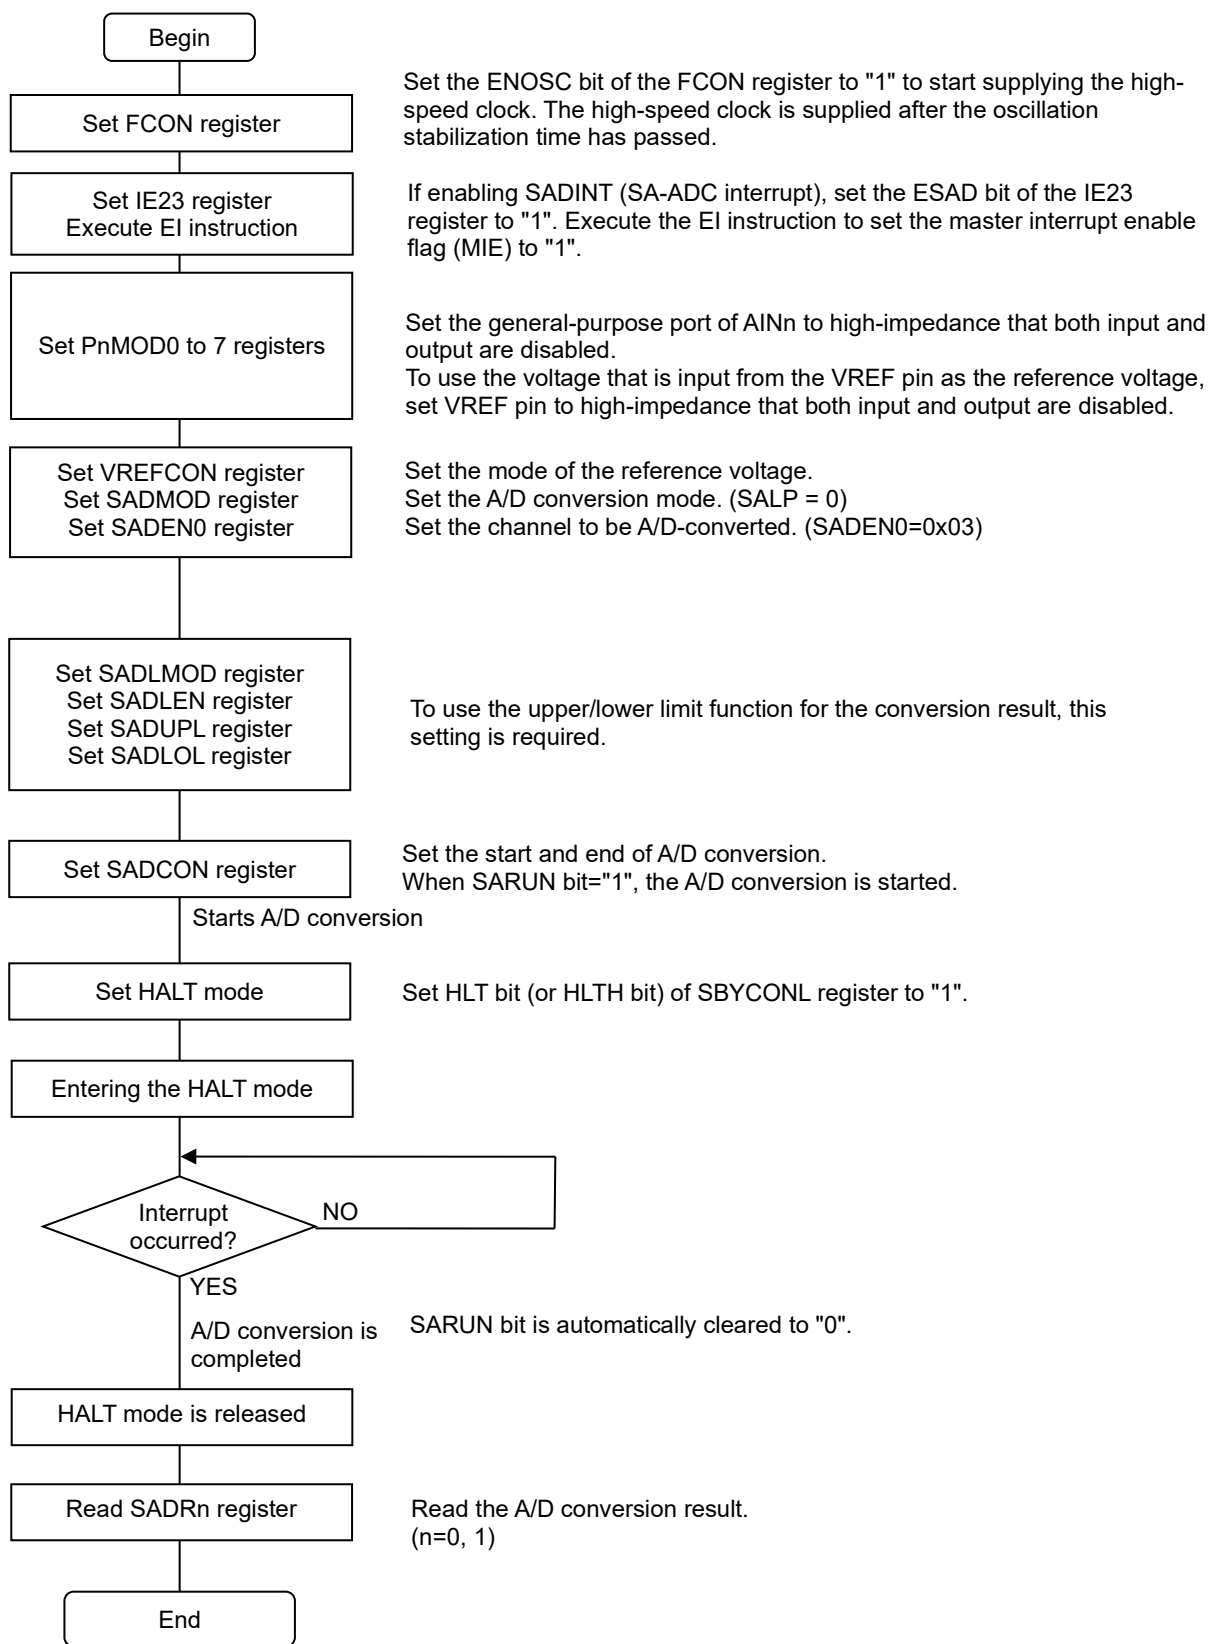 Begin
Set the ENOSC bit of the FCON register to "1" to start supplying the high-
speed clock. The high-speed clock is supplied after the oscillation
stabilization time has passed.
Set FCON register
Set IE23 register
Execute EI instruction
If enabling SADINT (SA-ADC interrupt), set the ESAD bit of the IE23
register to "1". Execute the EI instruction to set the master interrupt enable
flag (MIE) to "1".
Set PnMOD0 to 7 registers
Set the general-purpose port of AINn to high-impedance that both input and
output are disabled.
To use the voltage that is input from the VREF pin as the reference voltage,
set VREF pin to high-impedance that both input and output are disabled.
Set VREFCON register
Set SADMOD register
Set SADEN0 register
Set the mode of the reference voltage.
Set the A/D conversion mode. (SALP = 0)
Set the channel to be A/D-converted. (SADEN0=0x03)
Set SADLMOD register
Set SADLEN register
Set SADUPL register
Set SADLOL register
To use the upper/lower limit function for the conversion result, this
setting is required.
Set SADCON register
Set the start and end of A/D conversion.
When SARUN bit="1", the A/D conversion is started.
Starts A/D conversion
Set HALT mode
Set HLT bit (or HLTH bit) of SBYCONL register to "1".
Entering the HALT mode
Interrupt
occurred?
NO
YES
A/D conversion is
completed
SARUN bit is automatically cleared to "0".
HALT mode is released
Read SADRn register
Read the A/D conversion result.
(n=0, 1)
End